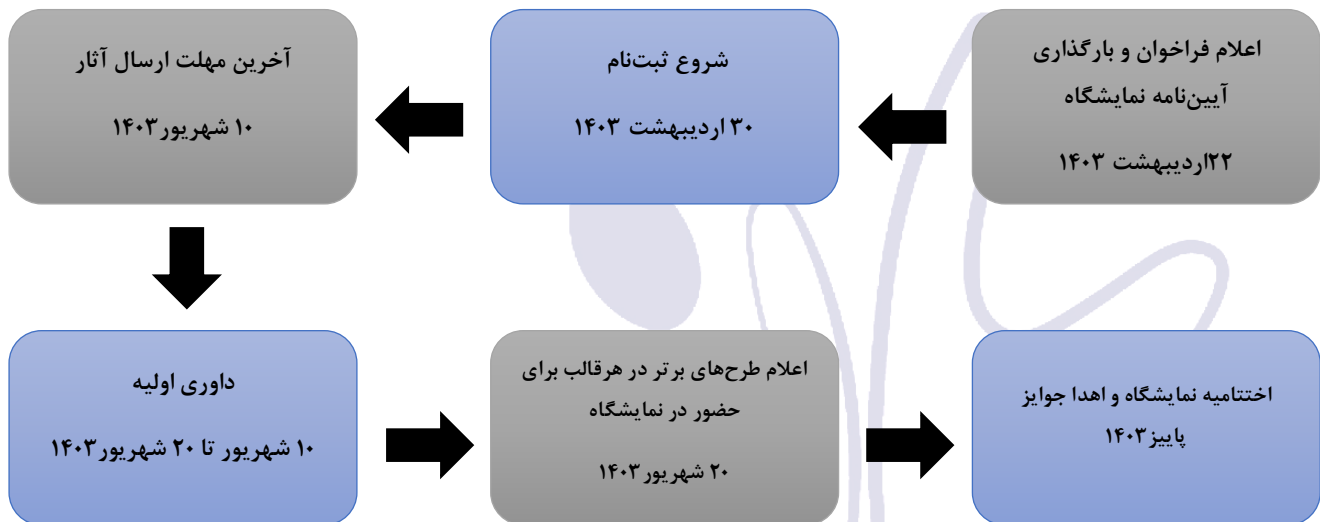 اعلام فراخوان و بارگذاری
آیین‌نامه نمایشگاه
۲۲اردیبهشت ۱۴۰۳
شروع ثبت‌نام
۳۰ اردیبهشت ۱۴۰۳
آخرین مهلت ارسال آثار
۱۰ شهریور۱۴۰۳
داوری اولیه
۱۰ شهریور تا ۲۰ شهریور۱۴۰۳
اعلام طرح‌های برتر در هرقالب برای
حضور در نمایشگاه
۲۰ شهریور۱۴۰۳
اختتامیه نمایشگاه و اهدا جوایز
پاییز۱۴۰۳